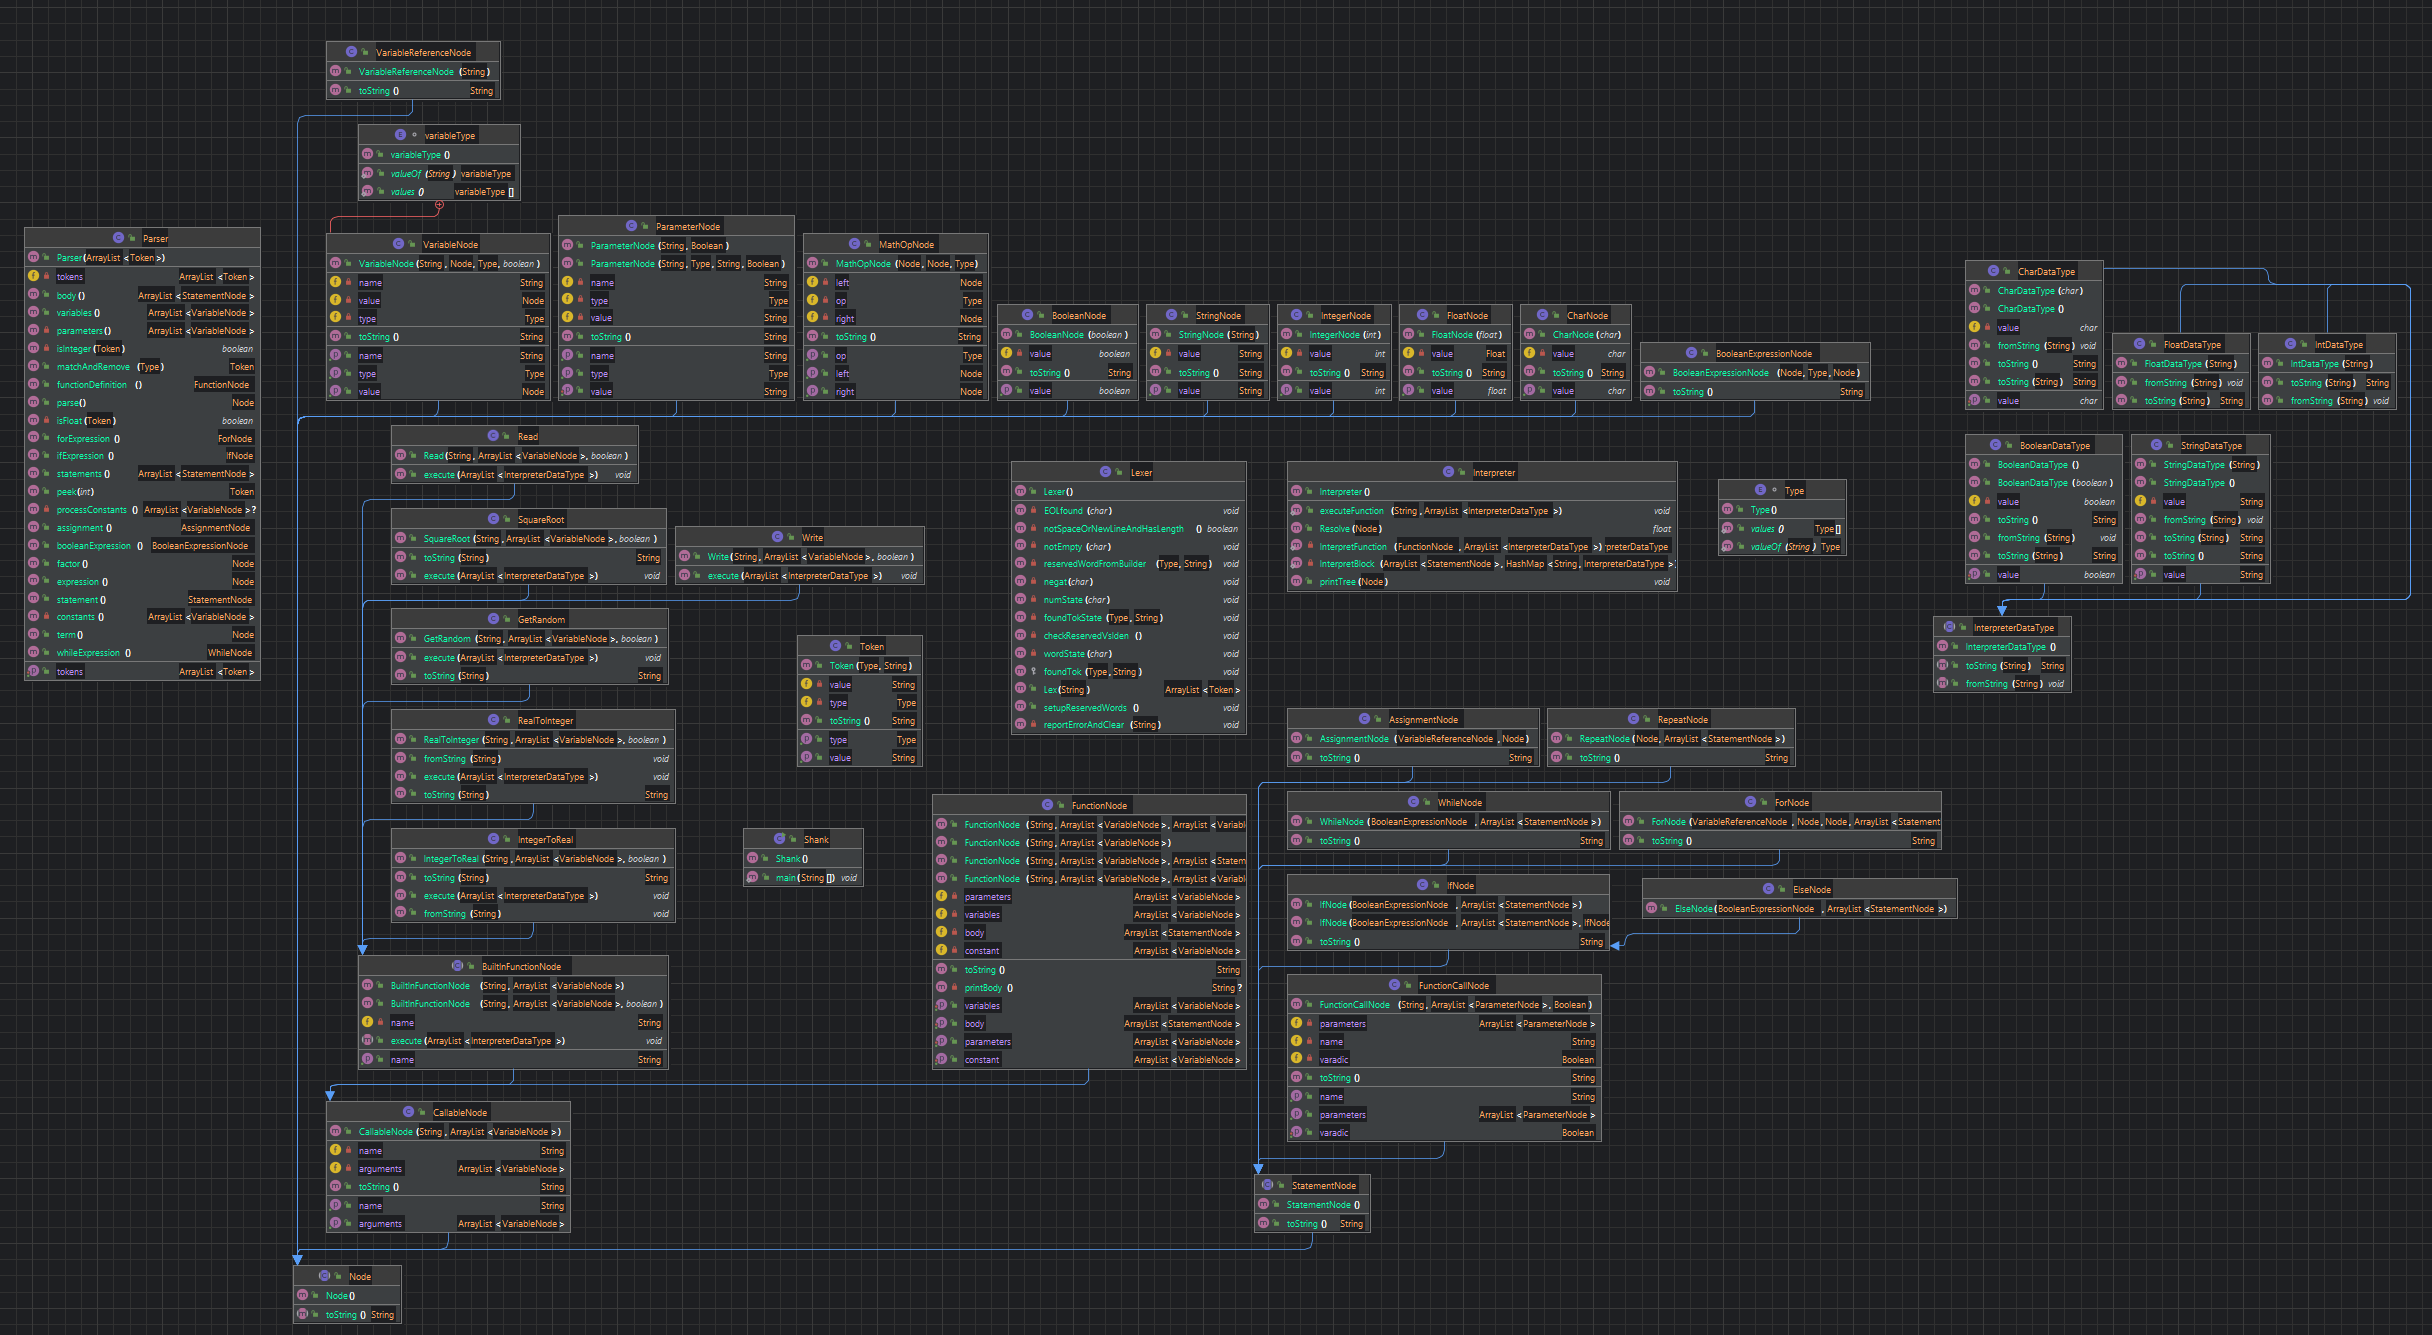 VariableReferenceNode
VariableReferenceNode (String)
toString () String
variableType
variableType ()
valueOf (String) variableType
values () variableType []
Parser
Parser(ArrayList <Token>)
tokens ArrayList <Token>
body () ArrayList <StatementNode>
variables () ArrayList <VariableNode>
parameters() ArrayList <VariableNode>
isInteger (Token) boolean
matchAndRemove (Type) Token
functionDefinition () FunctionNode
parse() Node
isFloat (Token) boolean
forExpression () ForNode
ifExpression () IfNode
statements () ArrayList <StatementNode>
peek(int) Token
processConstants () ArrayList <VariableNode>?
assignment () AssignmentNode
booleanExpression () BooleanExpressionNode
factor () Node
expression () Node
statement () StatementNode
constants () ArrayList <VariableNode>
term() Node
whileExpression () WhileNode
tokens ArrayList <Token>
VariableNode
VariableNode (String, Node, Type, boolean)
name String
value Node
type Type
toString () String
name String
type Type
value Node
ParameterNode
ParameterNode (String, Boolean)
ParameterNode (String, Type, String, Boolean)
name String
type Type
value String
toString () String
name String
type Type
value String
MathOpNode
MathOpNode (Node, Node, Type)
left Node
op Type
right Node
toString () String
op Type
left Node
right Node
BooleanNode
BooleanNode (boolean)
value boolean
toString () String
value boolean
StringNode
StringNode (String)
value String
toString () String
value String
IntegerNode
IntegerNode (int)
value int
toString () String
value int
FloatNode
FloatNode (float)
value Float
toString () String
value float
CharNode
CharNode (char)
value char
toString () String
value char
BooleanExpressionNode
BooleanExpressionNode (Node, Type, Node)
toString () String
CharDataType
CharDataType (char)
CharDataType ()
value char
fromString (String) void
toString () String
toString (String) String
value char
FloatDataType
FloatDataType (String)
fromString (String) void
toString (String) String
IntDataType
IntDataType (String)
toString (String) String
fromString (String) void
Read
Read(String, ArrayList <VariableNode>, boolean)
execute (ArrayList <InterpreterDataType>) void
SquareRoot
SquareRoot (String, ArrayList <VariableNode>, boolean)
toString (String) String
execute (ArrayList <InterpreterDataType>) void
Write
Write(String, ArrayList <VariableNode>, boolean)
execute (ArrayList <InterpreterDataType>) void
GetRandom
GetRandom (String, ArrayList <VariableNode>, boolean)
execute (ArrayList <InterpreterDataType>) void
toString (String) String
RealToInteger
RealToInteger (String, ArrayList <VariableNode>, boolean)
fromString (String) void
execute (ArrayList <InterpreterDataType>) void
toString (String) String
IntegerToReal
IntegerToReal (String, ArrayList <VariableNode>, boolean)
toString (String) String
execute (ArrayList <InterpreterDataType>) void
fromString (String) void
Token
Token (Type, String)
value String
type Type
toString () String
type Type
value String
Shank
Shank ()
main (String []) void
Lexer
Lexer()
EOLfound (char) void
notSpaceOrNewLineAndHasLength () boolean
notEmpty (char) void
reservedWordFromBuilder (Type, String) void
negat(char) void
numState (char) void
foundTokState (Type, String) void
checkReservedVsIden () void
wordState (char) void
foundTok (Type, String) void
Lex(String) ArrayList <Token>
setupReservedWords () void
reportErrorAndClear (String) void
Interpreter
Interpreter ()
executeFunction (String, ArrayList <InterpreterDataType>) void
Resolve (Node) float
InterpretFunction (FunctionNode, ArrayList <InterpreterDataType>) 'preterDataType
InterpretBlock (ArrayList <StatementNode>, HashMap <String, InterpreterDataType>
printTree (Node) void
Type
Type()
values () Type []
valueOf (String) Type
BooleanDataType
BooleanDataType ()
BooleanDataType (boolean)
value boolean
toString () String
fromString (String) void
toString (String) String
value boolean
StringDataType
StringDataType (String)
StringDataType ()
value String
fromString (String) void
toString (String) String
toString () String
value String
InterpreterDataType
InterpreterDataType ()
toString (String) String
fromString (String) void
AssignmentNode
AssignmentNode (VariableReferenceNode, Node)
toString () String
RepeatNode
RepeatNode (Node, ArrayList <StatementNode>)
toString () String
WhileNode
WhileNode (BooleanExpressionNode, ArrayList <StatementNode>)
toString () String
ForNode
ForNode (VariableReferenceNode, Node, Node, ArrayList <Statement
toString () String
IfNode
IfNode (BooleanExpressionNode, ArrayList <StatementNode>)
IfNode (BooleanExpressionNode, ArrayList <StatementNode>, IfNode
toString () String
ElseNode
ElseNode (BooleanExpressionNode, ArrayList <StatementNode>)
FunctionNode
FunctionNode (String, ArrayList <VariableNode>, ArrayList <Variabl
FunctionNode (String, ArrayList <VariableNode>)
FunctionNode (String, ArrayList <VariableNode>, ArrayList <Statem
FunctionNode (String, ArrayList <VariableNode>, ArrayList <Variabl
parameters ArrayList <VariableNode>
variables ArrayList <VariableNode>
body ArrayList <StatementNode>
constant ArrayList <VariableNode>
toString () String
printBody () String ?
variables ArrayList <VariableNode>
body ArrayList <StatementNode>
parameters ArrayList <VariableNode>
constant ArrayList <VariableNode>
BuiltInFunctionNode
BuiltInFunctionNode (String, ArrayList <VariableNode>)
BuiltInFunctionNode (String, ArrayList <VariableNode>, boolean)
name String
execute (ArrayList <InterpreterDataType>) void
name String
FunctionCallNode
FunctionCallNode (String, ArrayList <ParameterNode>, Boolean)
parameters ArrayList <ParameterNode>
name String
varadic Boolean
toString () String
name String
parameters ArrayList <ParameterNode>
varadic Boolean
CallableNode
CallableNode (String, ArrayList <VariableNode>)
name String
arguments ArrayList <VariableNode>
toString () String
name String
arguments ArrayList <VariableNode>
StatementNode
StatementNode ()
toString () String
Node
Node()
toString () String